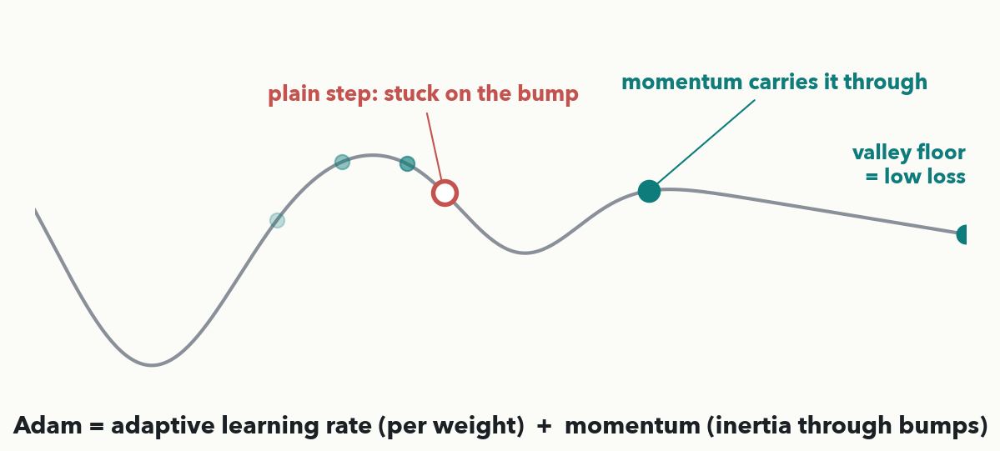 momentum carries it through
plain step: stuck on the bump
valley floor
= low loss
Adam = adaptive learning rate (per weight) + momentum (inertia through bumps)